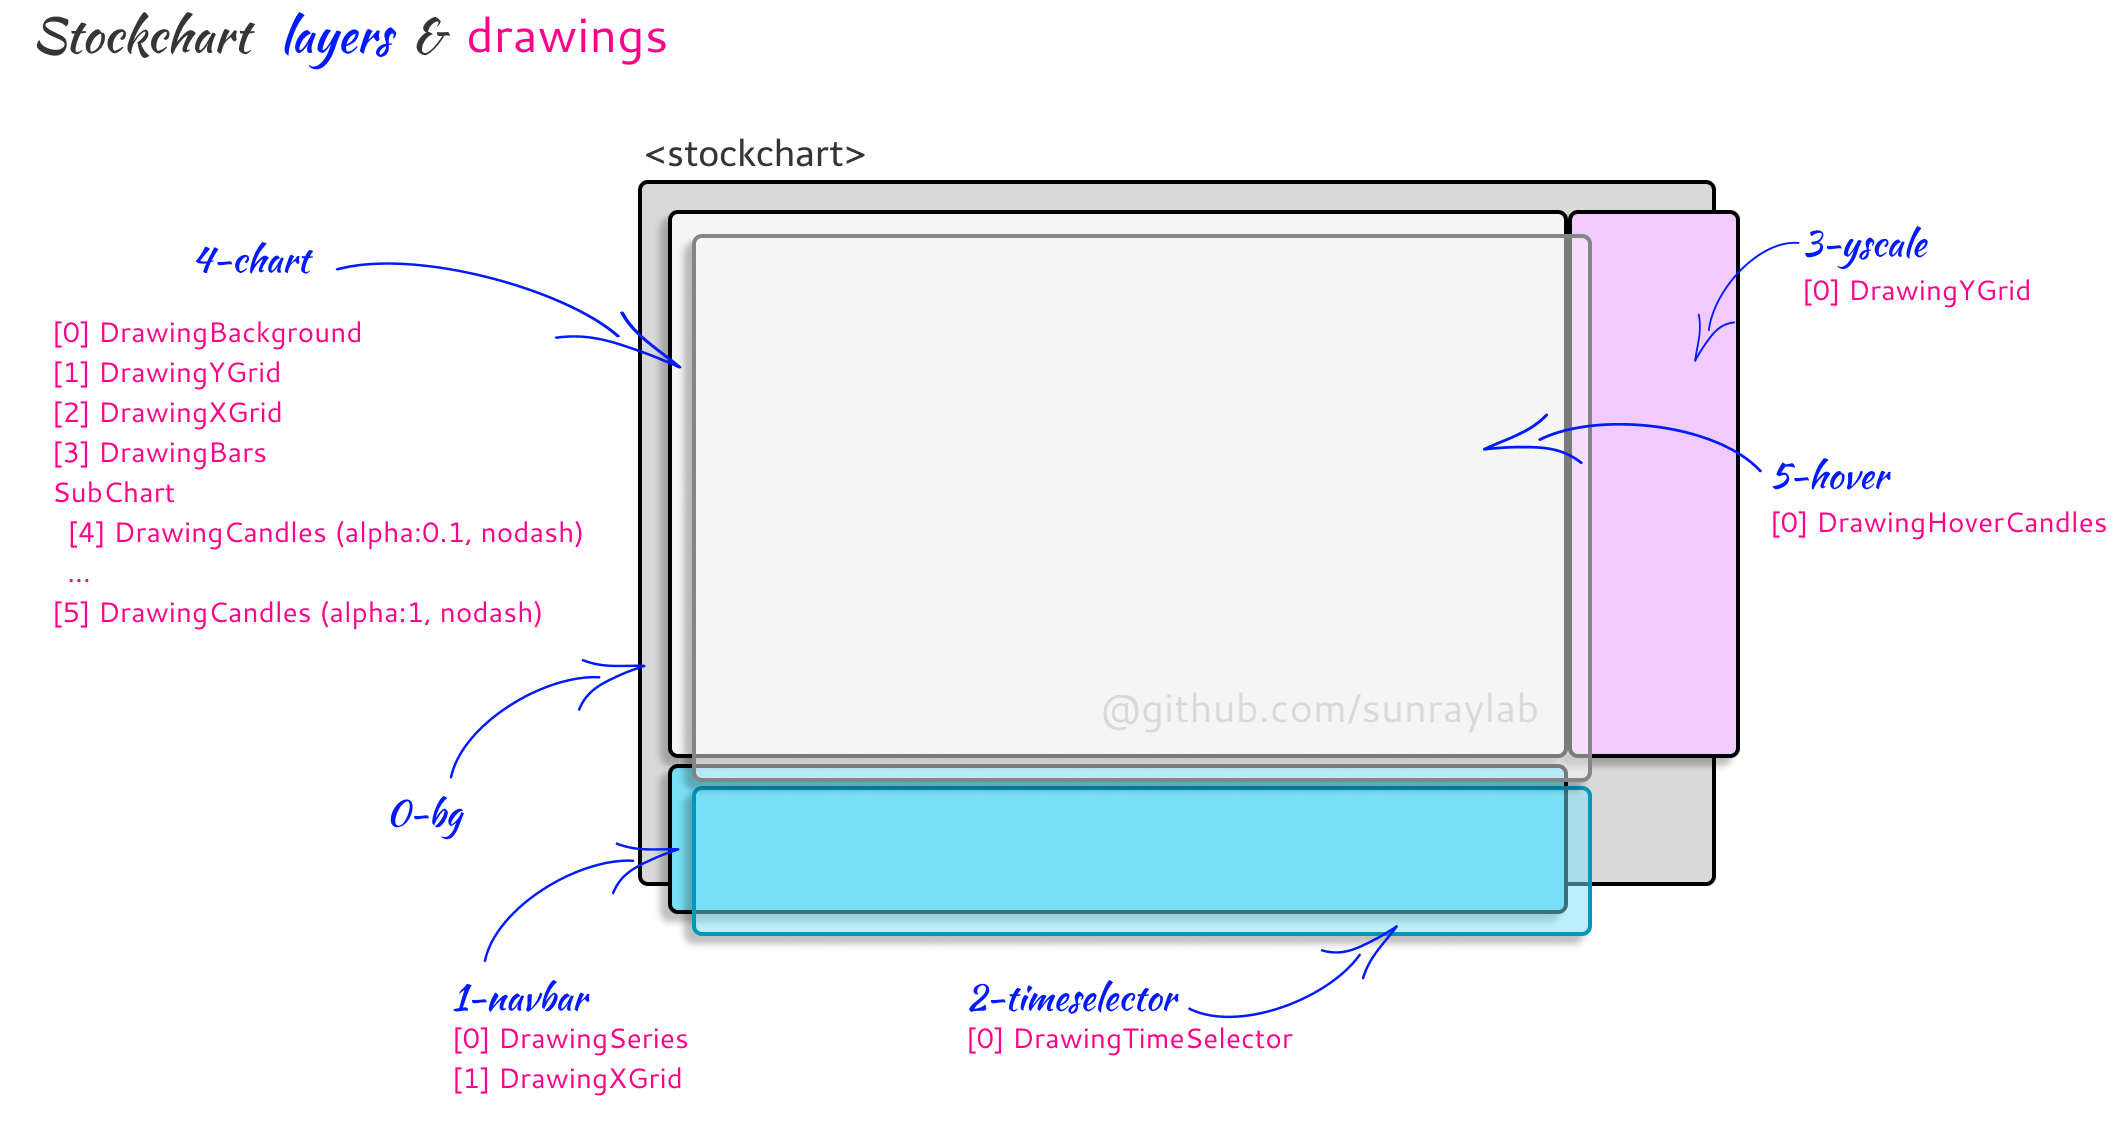 Stockchart layers & drawings
<stockchart>
4-chart
[0] DrawingBackground
[1] DrawingYGrid
[2] DrawingXGrid
[3] DrawingBars
SubChart
[4] DrawingCandles (alpha:0.1, nodash)
...
[5] DrawingCandles (alpha:1, nodash)
3-yscale
[0] DrawingYGrid
5-hover
[0] DrawingHoverCandles
@github.com/sunraylab
0-bg
1-navbar
[0] DrawingSeries
[1] DrawingXGrid
2-timeselector
[0] DrawingTimeSelector